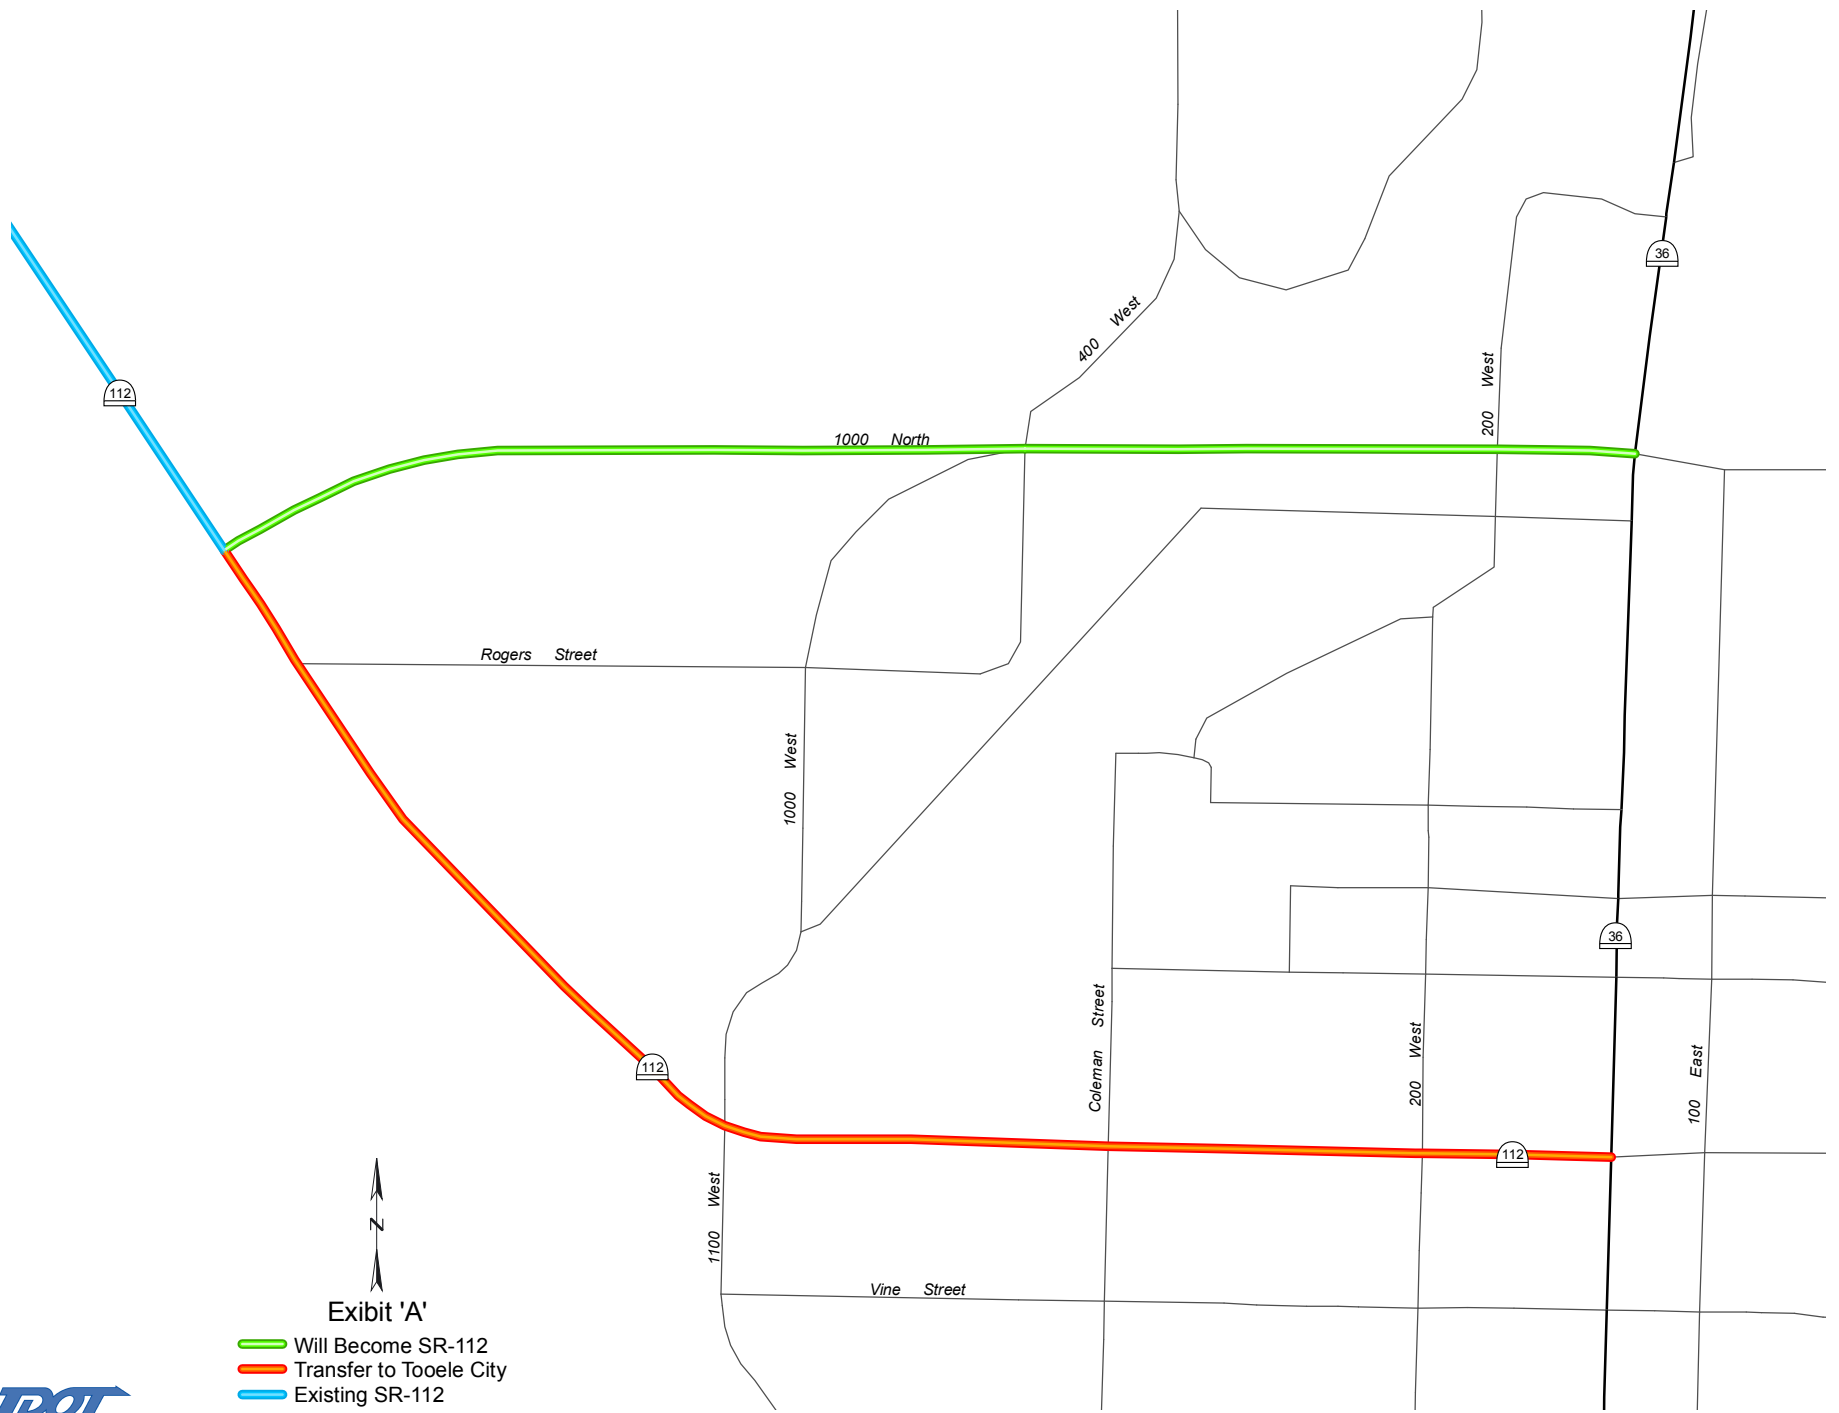 36
400 West
200 West
112
1000 North
Rogers Street
1000 West
36
Coleman Street
200 West
100 East
112
112
1100 West
Vine Street
N
Exibit 'A'
Will Become SR-112
Transfer to Tooele City
Existing SR-112